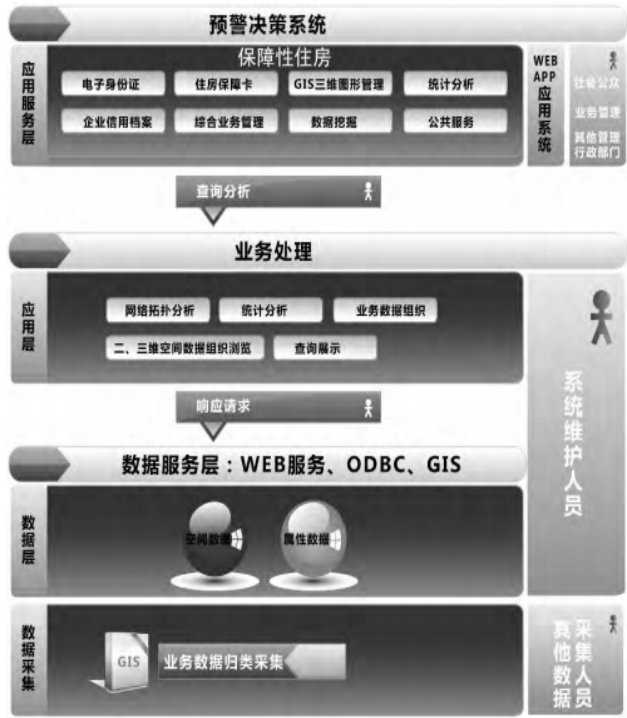 预警决策系统
应用服务层
保障性住房
电子身份证
住房保障卡
GIS三维图形管理
统计分析
企业信用档案
综合业务管理
数据挖掘
公共服务
WEB
APP
应用系统
社会公众
业务管理
其他管理
行政部门
查询分析
业务处理
应用层
网络拓扑分析
统计分析
业务数据组织
二、三维空间数据组织浏览
查询展示
系统维护人员
响应请求
数据服务层：WEB服务、ODBC、GIS
数据层
空间数据
属性数据
数据采集
GIS
业务数据归类采集
采集人员
其他数据